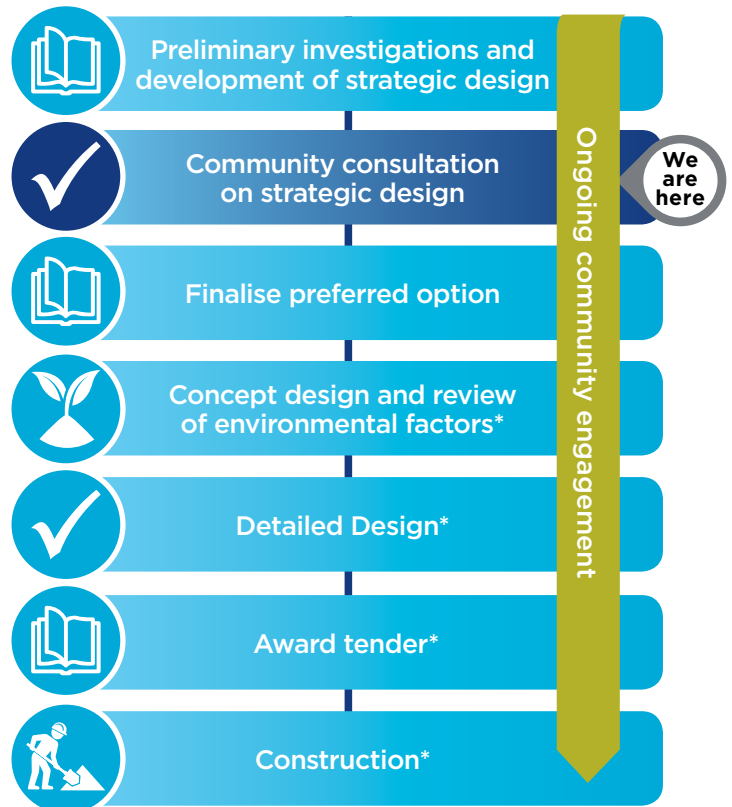 Preliminary investigations and
development of strategic design
Community consultation
on strategic design
We
are
here
Finalise preferred option
Concept design and review
of environmental factors*
Detailed Design*
Award tender*
Construction*
Ongoing community engagement